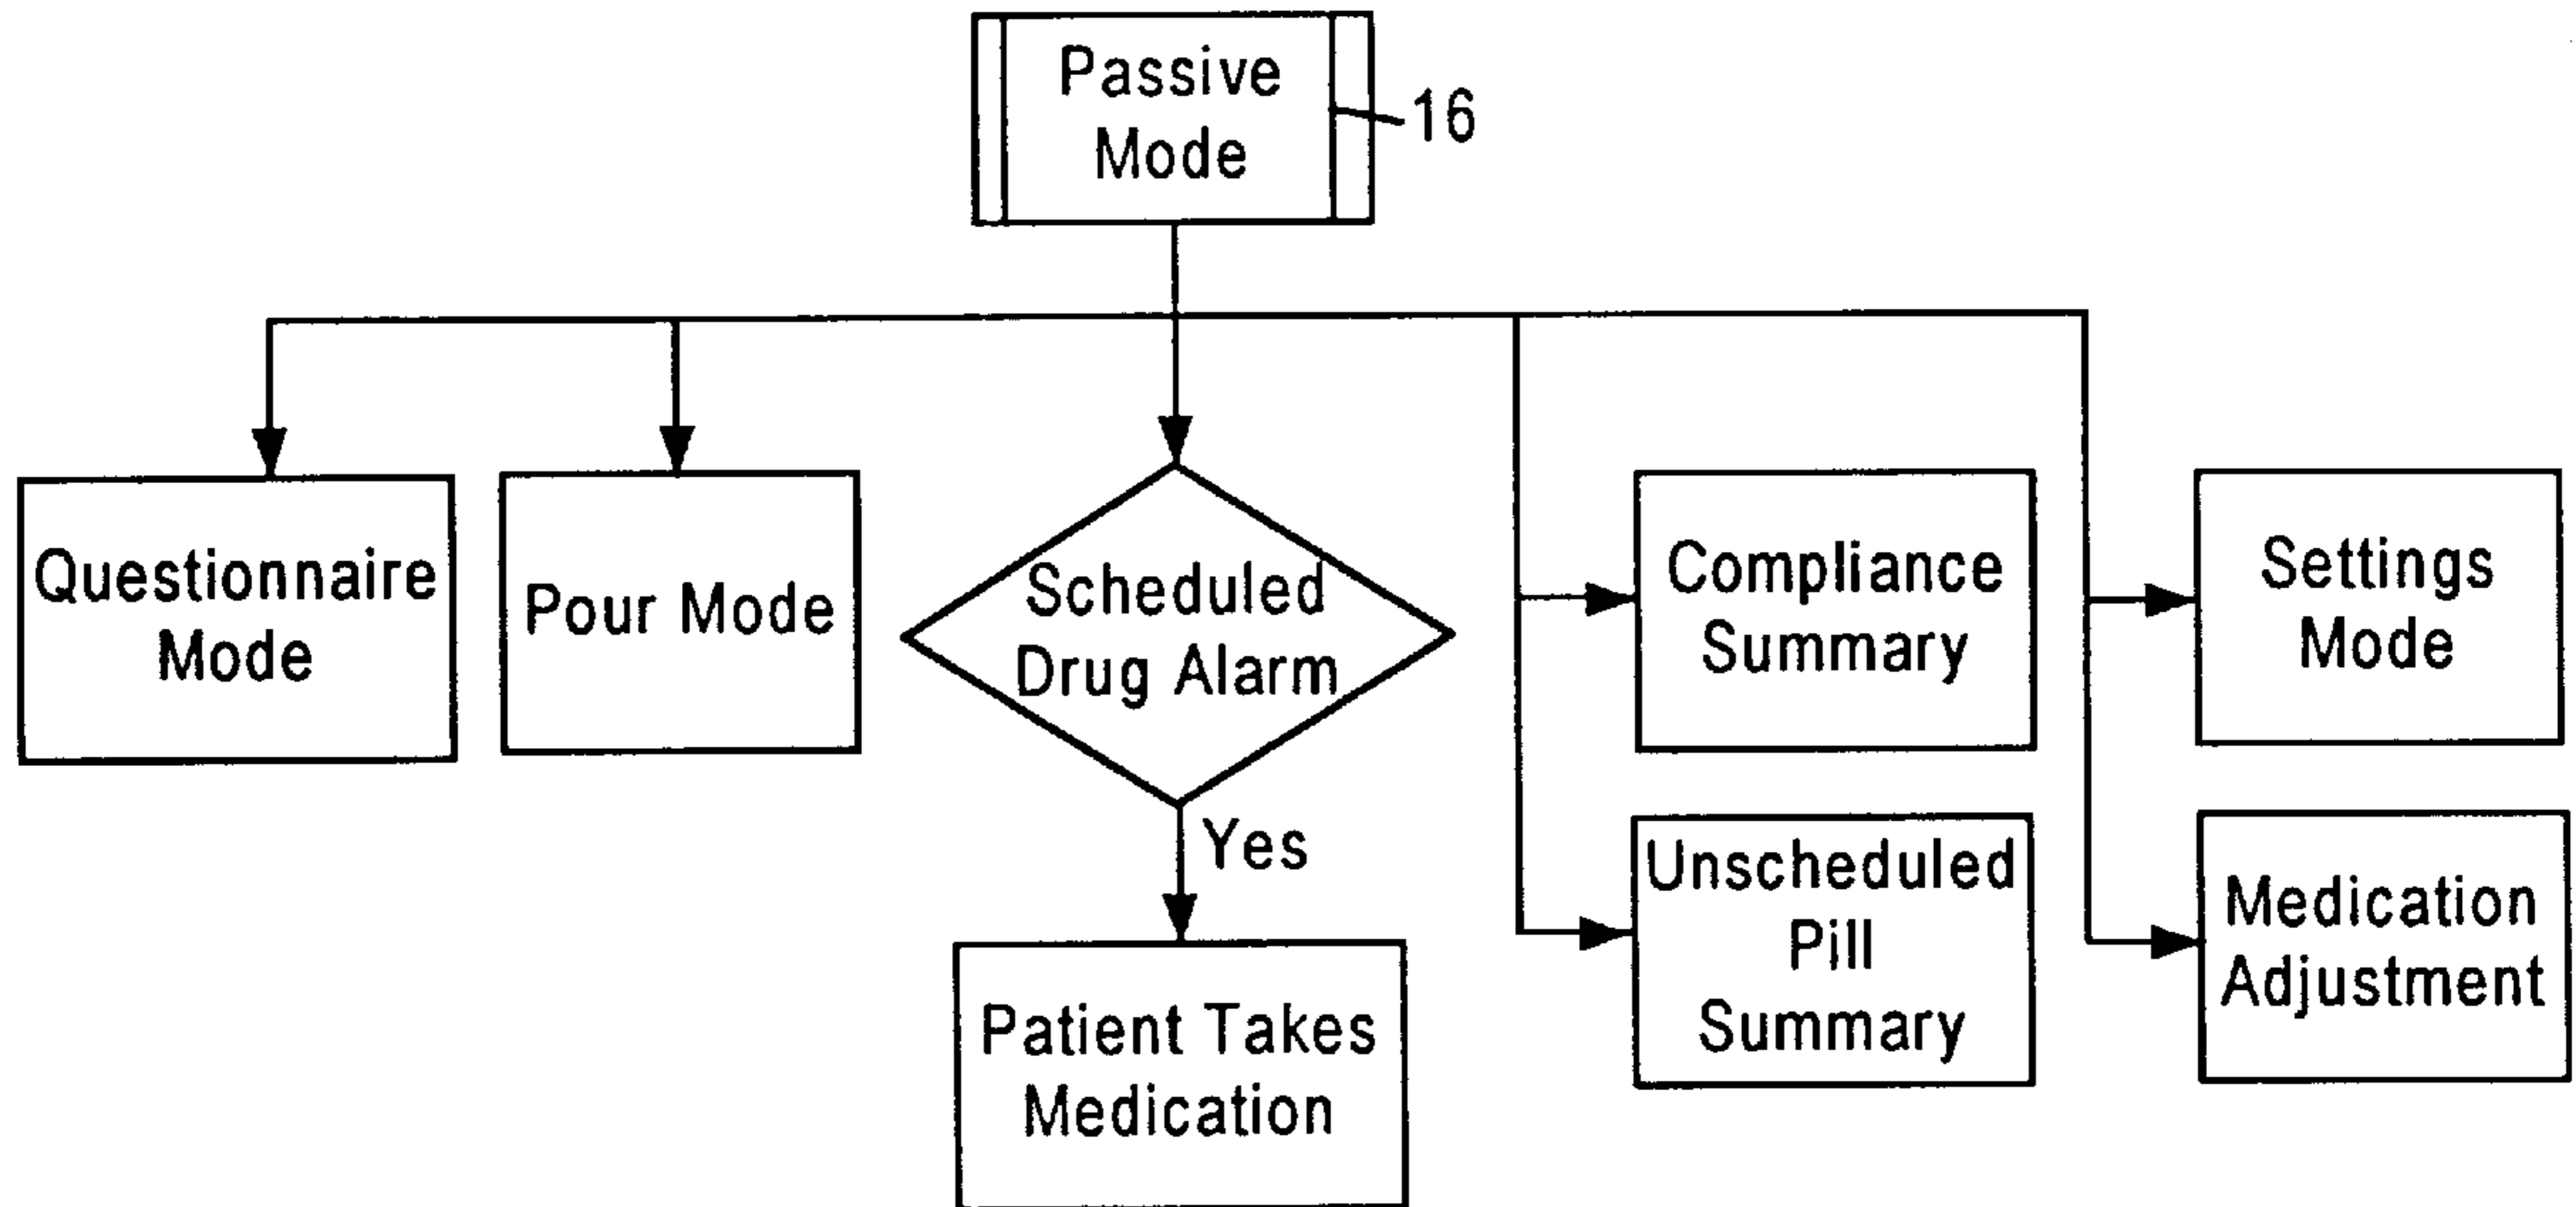 Passive
Mode
16
Questionnaire
Mode
Pour Mode
Scheduled
Drug Alarm
Yes
Patient Takes
Medication
Compliance
Summary
Unscheduled
Pill
Summary
Settings
Mode
Medication
Adjustment